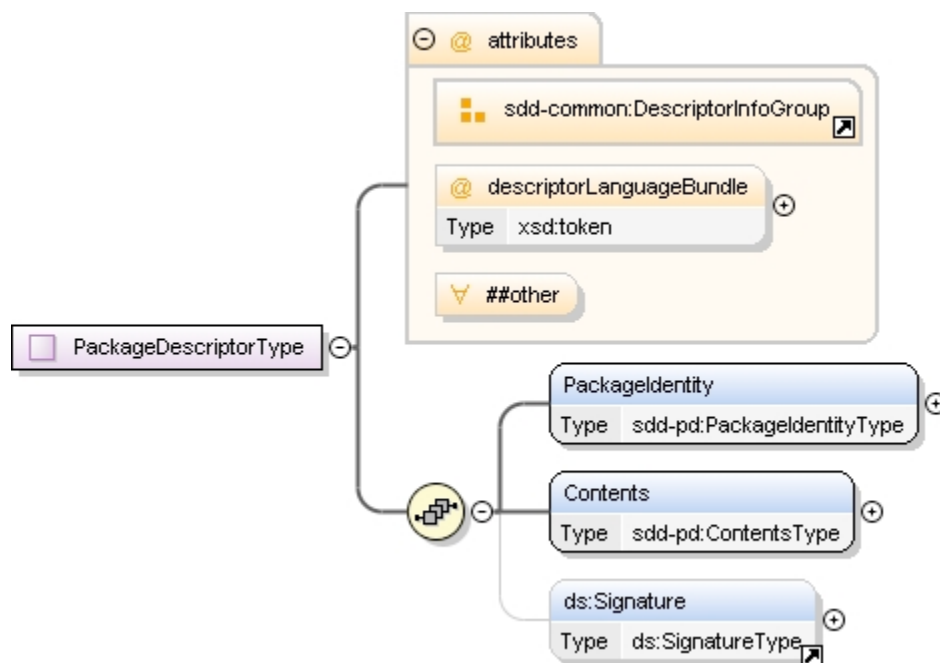 @ attributes
sdd-common:DescriptorInfoGroup
@ descriptorLanguageBundle
Type xsd:token
∀ ##other
PackageDescriptorType
PackageIdentity
Type sdd-pd:PackageIdentityType
Contents
Type sdd-pd:ContentsType
ds:Signature
Type ds:SignatureType